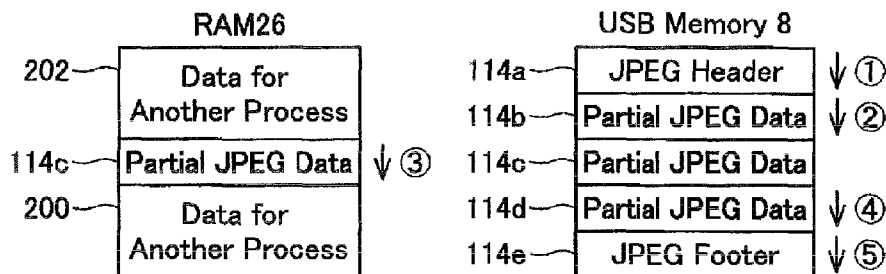 RAM26
202
Data for
Another Process
114c
Partial JPEG Data
③
200
Data for
Another Process
USB Memory 8
114a
JPEG Header
①
114b
Partial JPEG Data
②
114c
Partial JPEG Data
114d
Partial JPEG Data
④
114e
JPEG Footer
⑤